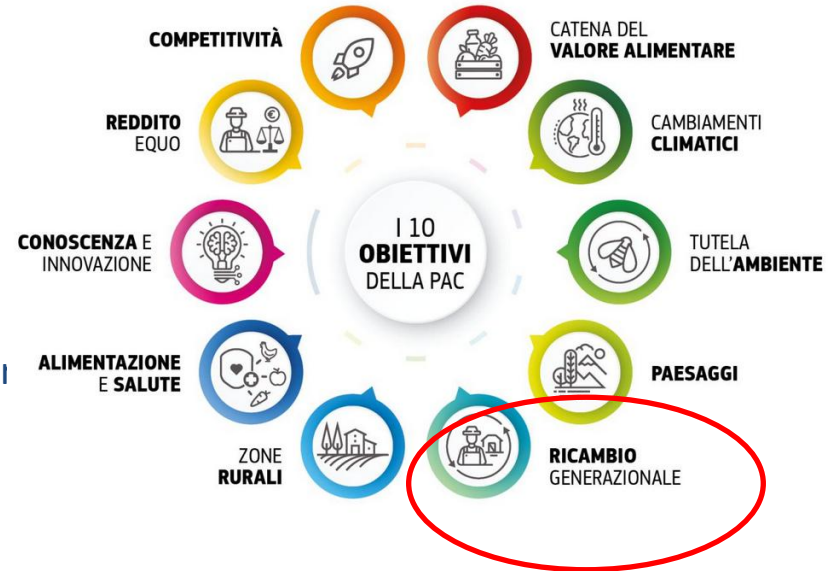 COMPETITIVITÀ
CATENA DEL
VALORE ALIMENTARE
REDDITO
EQUO
€
CAMBIAMENTI
CLIMATICI
CONOSCENZA E
INNOVAZIONE
I 10
OBIETTIVI
DELLA PAC
TUTELA
DELL'AMBIENTE
ALIMENTAZIONE
E SALUTE
PAESAGGI
ZONE
RURALI
RICAMBIO
GENERAZIONALE